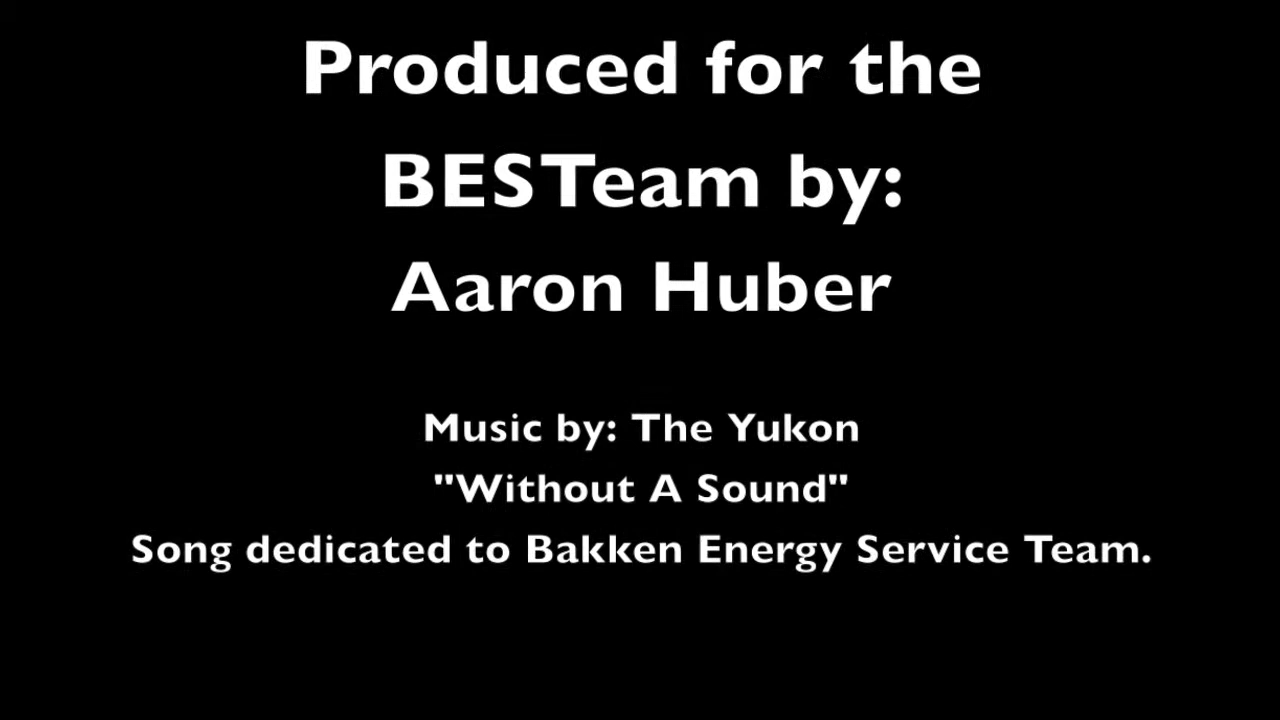 Produced for the
BESTeam by:
Aaron Huber
Music by: The Yukon
"Without A Sound"
Song dedicated to Bakken Energy Service Team.